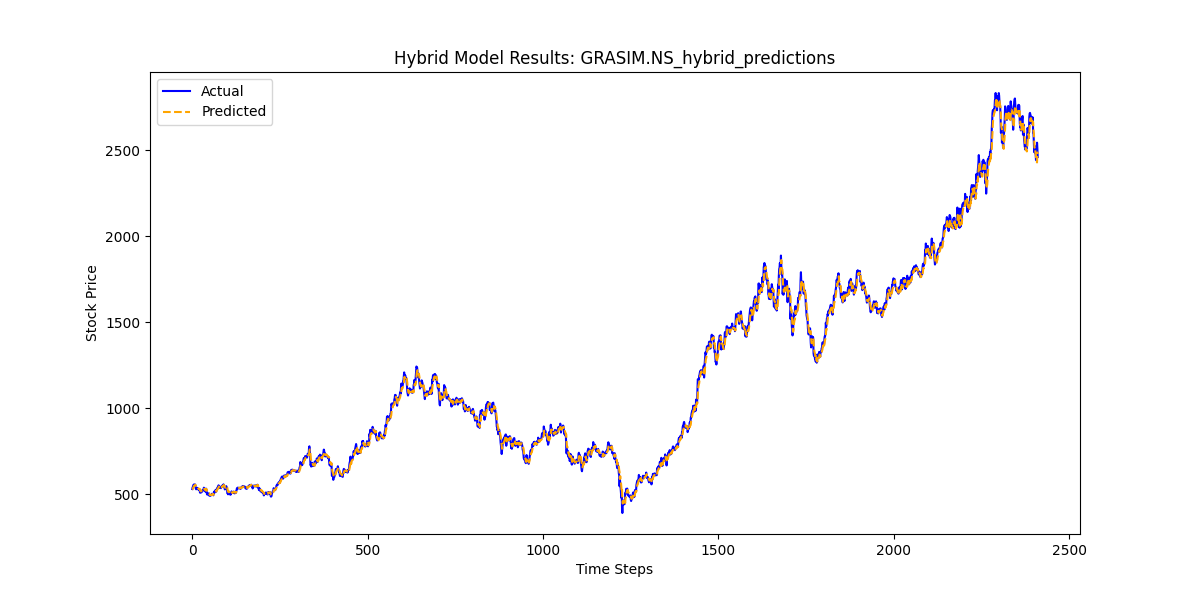 Hybrid Model Results: GRASIM.NS_hybrid_predictions
Actual
Predicted
Stock Price
2500
2000
1500
1000
500
0
500
1000
1500
2000
2500
Time Steps